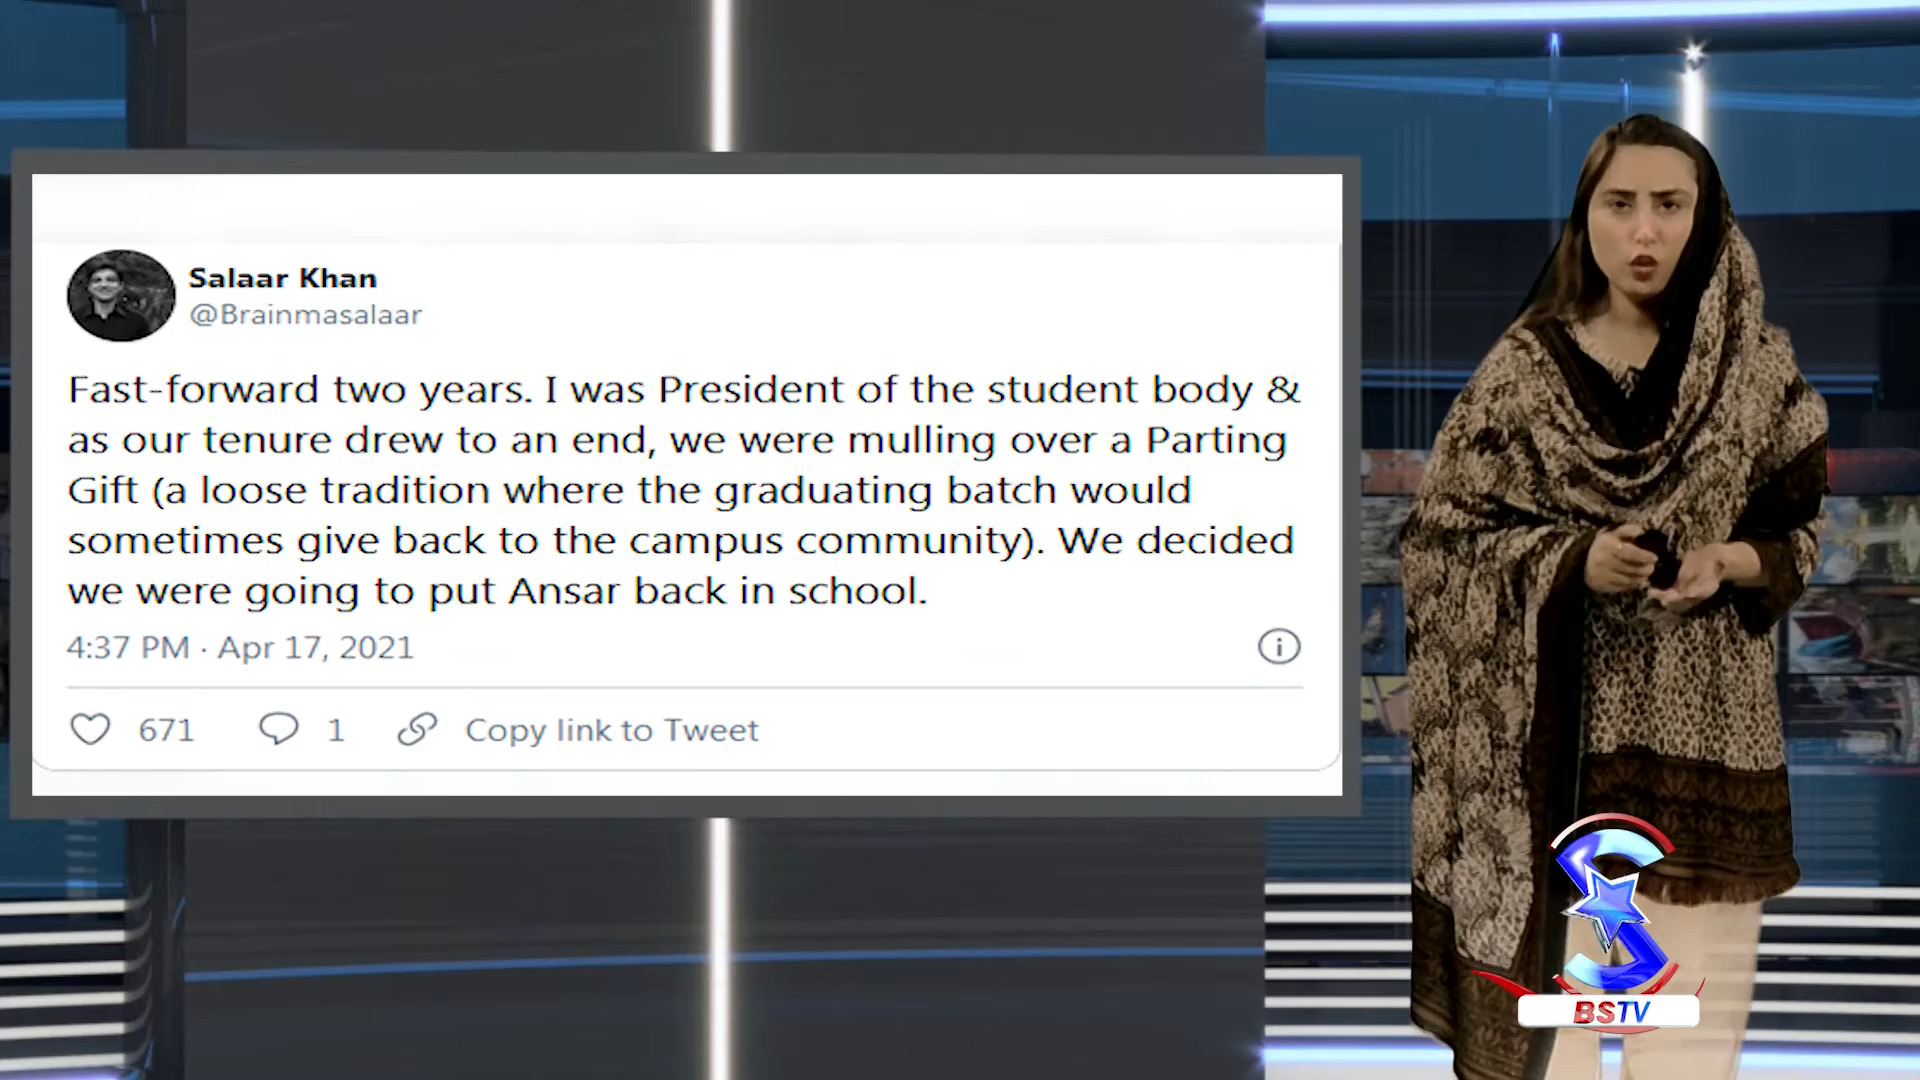 Salaar Khan
@Brainmasalaar
Fast-forward two years. I was President of the student body &
as our tenure drew to an end, we were mulling over a Parting
Gift (a loose tradition where the graduating batch would
sometimes give back to the campus community). We decided
we were going to put Ansar back in school.
4:37 PM · Apr 17, 2021
671 1 Copy link to Tweet
BSTV